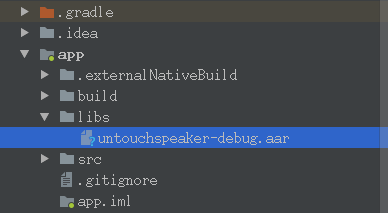 .gradle
.idea
app
.externalNativeBuild
build
libs
untouchspeaker-debug.aar
src
.gitignore
app.iml